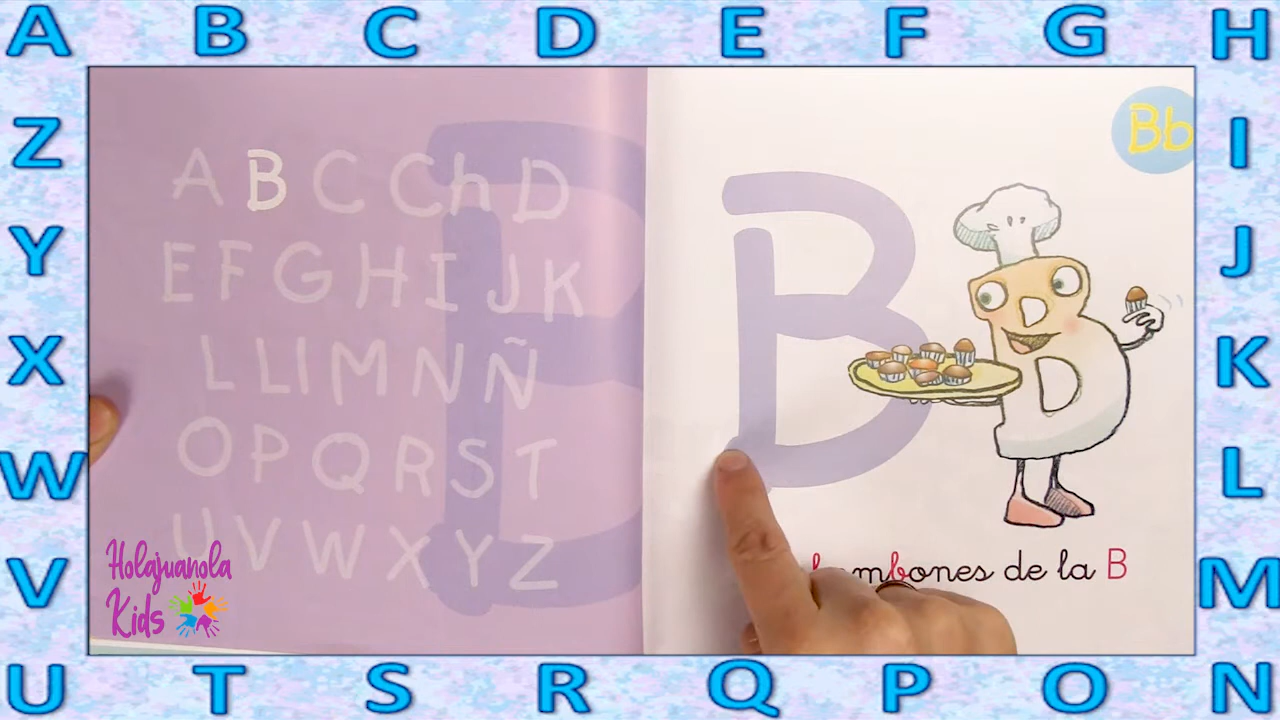 A B C D E F G H
Z I
Y J
X K
W L
V M
U T S R Q P O N
A B C Ch D
E F G H I J K
L Ll M N Ñ
O P Q R S T
U V W X Y Z
Holajuanola
Kids
Bb
B
de la B